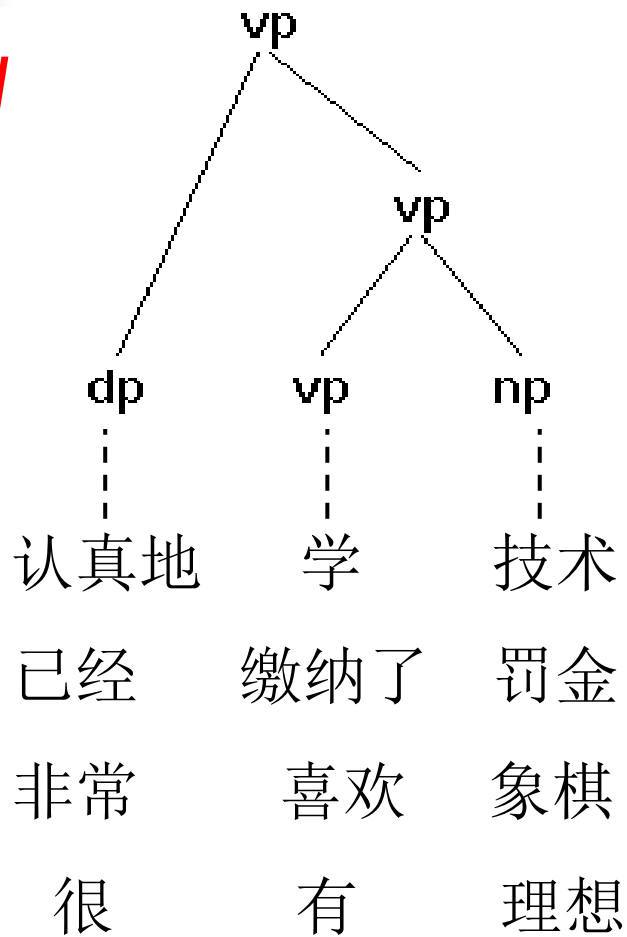 vp
vp
dp vp np
认真地 学 技术
已经 缴纳了 罚金
非常 喜欢 象棋
很 有 理想